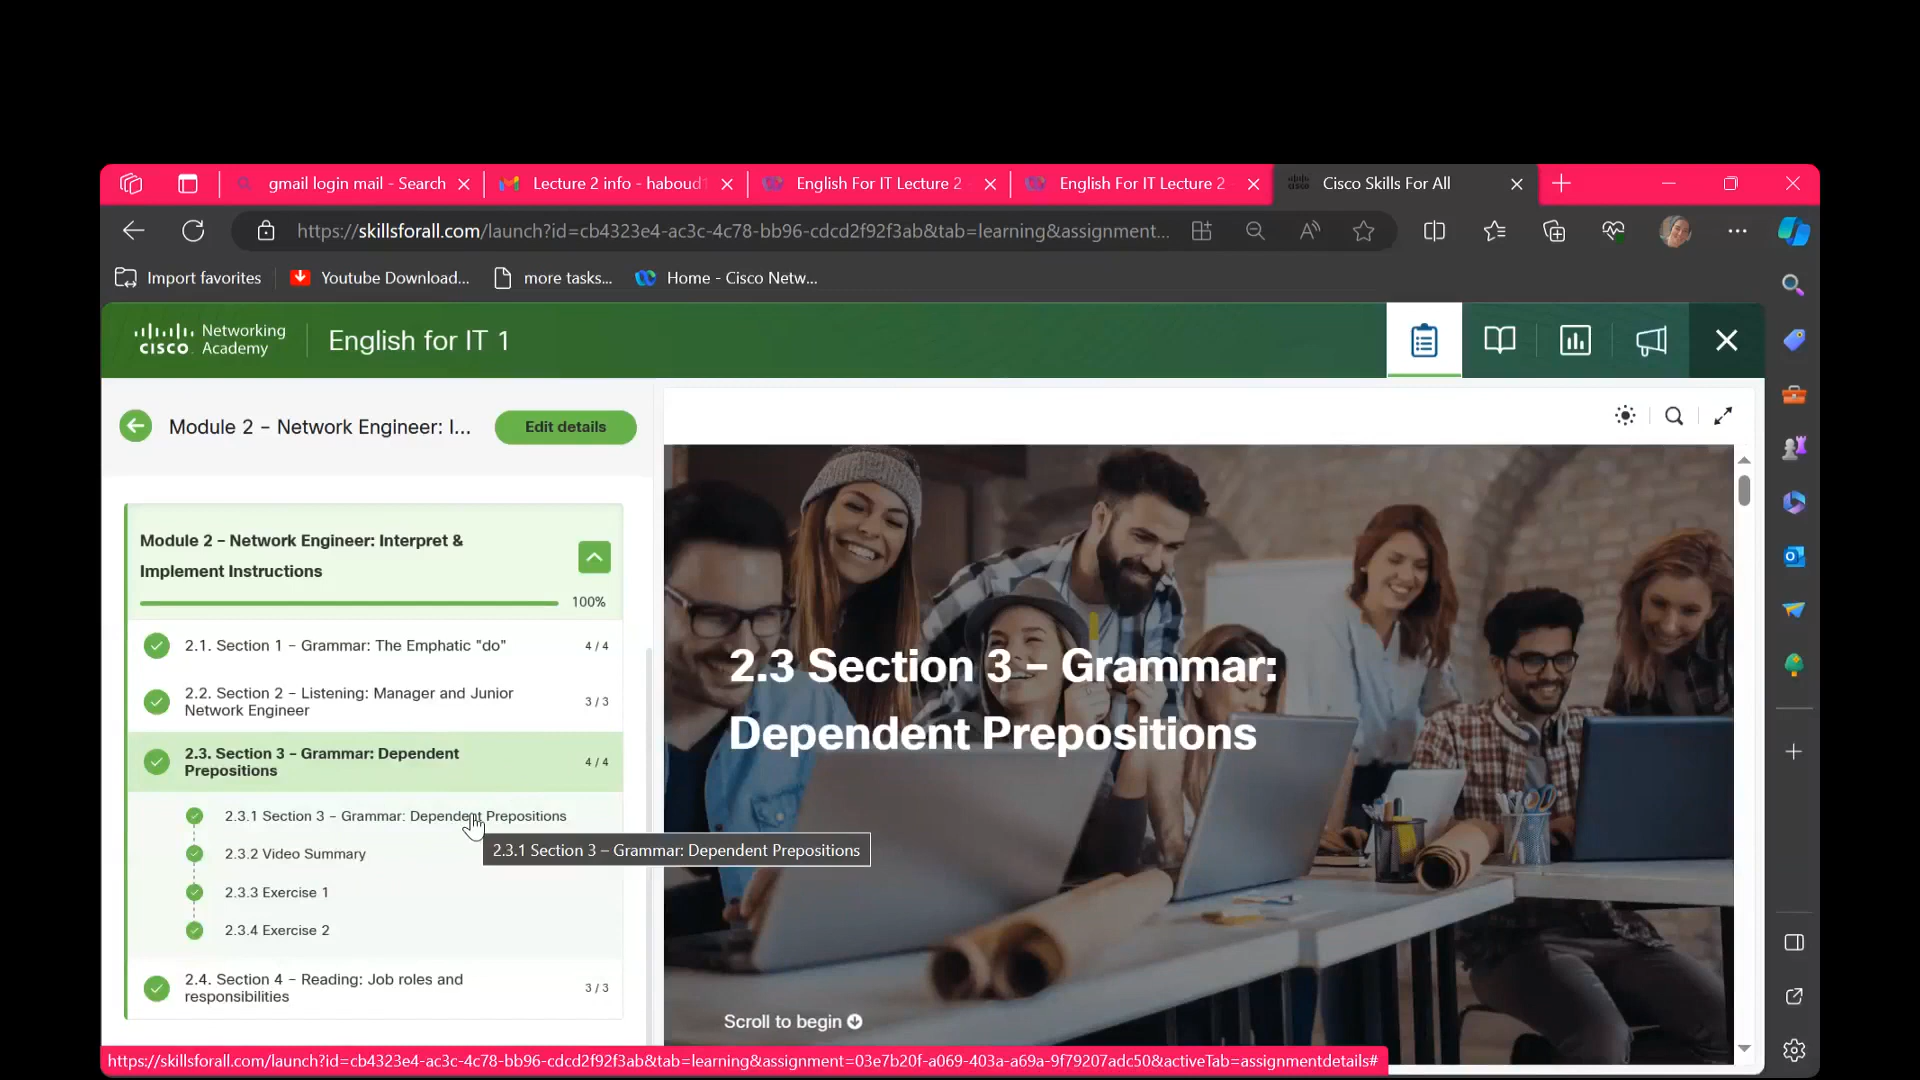 gmail login mail - Search
Lecture 2 info - haboud1
English For IT Lecture 2
English For IT Lecture 2
Cisco Skills For All
https://skillsforall.com/launch?id=cb4323e4-ac3c-4c78-bb96-cdcd2f92f3ab&tab=learning&assignment...
Import favorites
Youtube Download...
more tasks...
Home - Cisco Netw...
CISCO Networking Academy
English for IT 1
Module 2 – Network Engineer: I...
Edit details
Module 2 – Network Engineer: Interpret &
Implement Instructions
100%
2.1. Section 1 – Grammar: The Emphatic "do"
4 / 4
2.2. Section 2 – Listening: Manager and Junior
Network Engineer
3 / 3
2.3. Section 3 – Grammar: Dependent
Prepositions
4 / 4
2.3.1 Section 3 – Grammar: Dependent Prepositions
2.3.1 Section 3 – Grammar: Dependent Prepositions
2.3.2 Video Summary
2.3.3 Exercise 1
2.3.4 Exercise 2
2.4. Section 4 – Reading: Job roles and
responsibilities
3 / 3
2.3 Section 3 – Grammar:
Dependent Prepositions
Scroll to begin
https://skillsforall.com/launch?id=cb4323e4-ac3c-4c78-bb96-cdcd2f92f3ab&tab=learning&assignment=03e7b20f-a069-403a-a69a-9f79207adc50&activeTab=assignmentdetails#